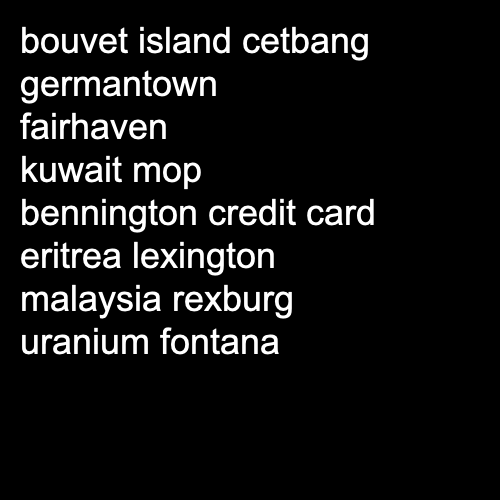 bouvet island cetbang
germantown
fairhaven
kuwait mop
bennington credit card
eritrea lexington
malaysia rexburg
uranium fontana